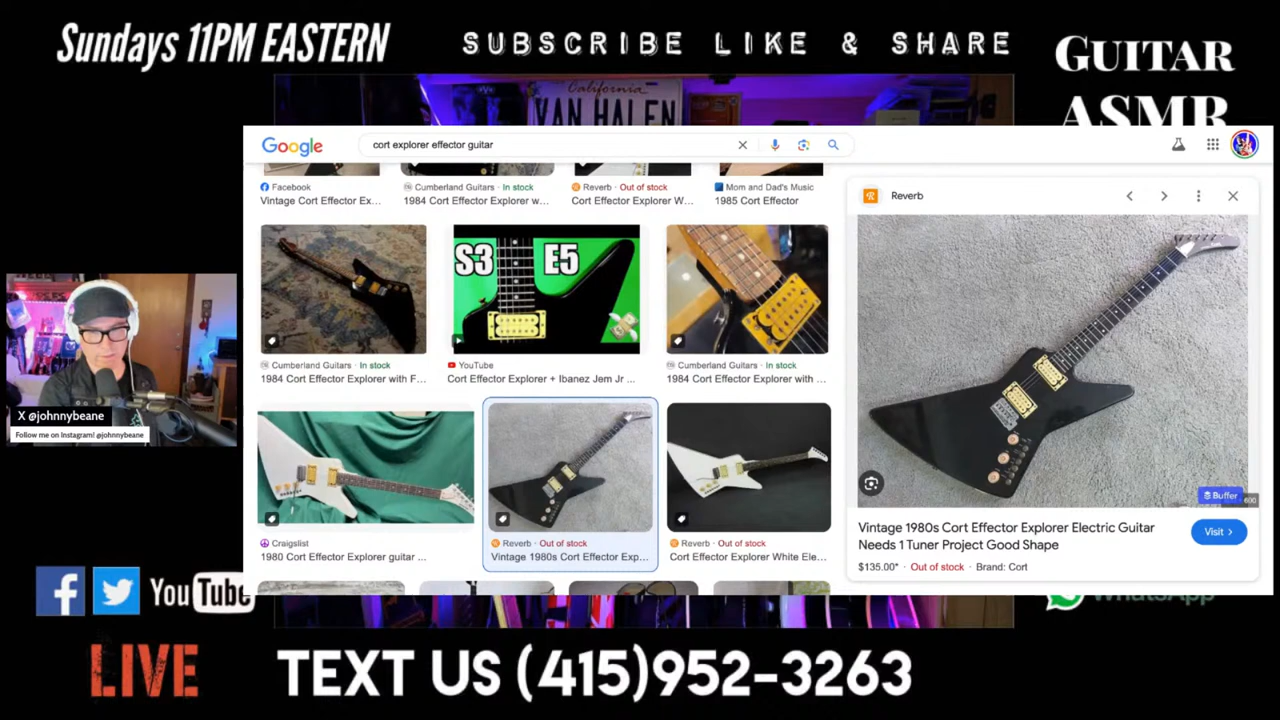 Sundays 11PM EASTERN
SUBSCRIBE LIKE & SHARE
GUITAR
ASMR
California
VAN HALEN
Google
cort explorer effector guitar
Facebook
Vintage Cort Effector Ex...
Cumberland Guitars · In stock
1984 Cort Effector Explorer w...
Reverb · Out of stock
Cort Effector Explorer W...
Mom and Dad's Music
1985 Cort Effector
Reverb
S3 E5
Cumberland Guitars · In stock
1984 Cort Effector Explorer with F...
YouTube
Cort Effector Explorer + Ibanez Jem Jr ...
Cumberland Guitars · In stock
1984 Cort Effector Explorer with ...
X @johnnybeane
Follow me on Instagram! @johnnybeane
Buffer
Craigslist
1980 Cort Effector Explorer guitar ...
Reverb · Out of stock
Vintage 1980s Cort Effector Exp...
Reverb · Out of stock
Cort Effector Explorer White Ele...
Vintage 1980s Cort Effector Explorer Electric Guitar
Needs 1 Tuner Project Good Shape
Visit >
$135.00* · Out of stock · Brand: Cort
YouTube
WhatsApp
LIVE
TEXT US (415)952-3263